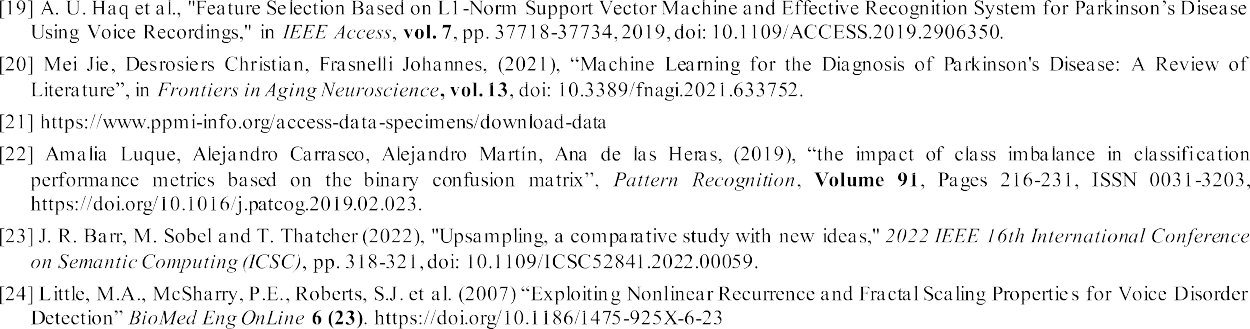 [19] A. U. Haq et al., "Feature Selection Based on L1-Norm Support Vector Machine and Effective Recognition System for Parkinson's Disease
Using Voice Recordings," in IEEE Access, vol. 7, pp. 37718-37734, 2019, doi: 10.1109/ACCESS.2019.2906350.
[20] Mei Jie, Desrosiers Christian, Frasnelli Johannes, (2021), “Machine Learning for the Diagnosis of Parkinson's Disease: A Review of
Literature”, in Frontiers in Aging Neuroscience, vol. 13, doi: 10.3389/fnagi.2021.633752.
[21] https://www.ppmi-info.org/access-data-specimens/download-data
[22] Amalia Luque, Alejandro Carrasco, Alejandro Martín, Ana de las Heras, (2019), “the impact of class imbalance in classification
performance metrics based on the binary confusion matrix”, Pattern Recognition, Volume 91, Pages 216-231, ISSN 0031-3203,
https://doi.org/10.1016/j.patcog.2019.02.023.
[23] J. R. Barr, M. Sobel and T. Thatcher (2022), "Upsampling, a comparative study with new ideas," 2022 IEEE 16th International Conference
on Semantic Computing (ICSC), pp. 318-321, doi: 10.1109/ICSC52841.2022.00059.
[24] Little, M.A., McSharry, P.E., Roberts, S.J. et al. (2007) “Exploiting Nonlinear Recurrence and Fractal Scaling Properties for Voice Disorder
Detection” BioMed Eng OnLine 6 (23). https://doi.org/10.1186/1475-925X-6-23